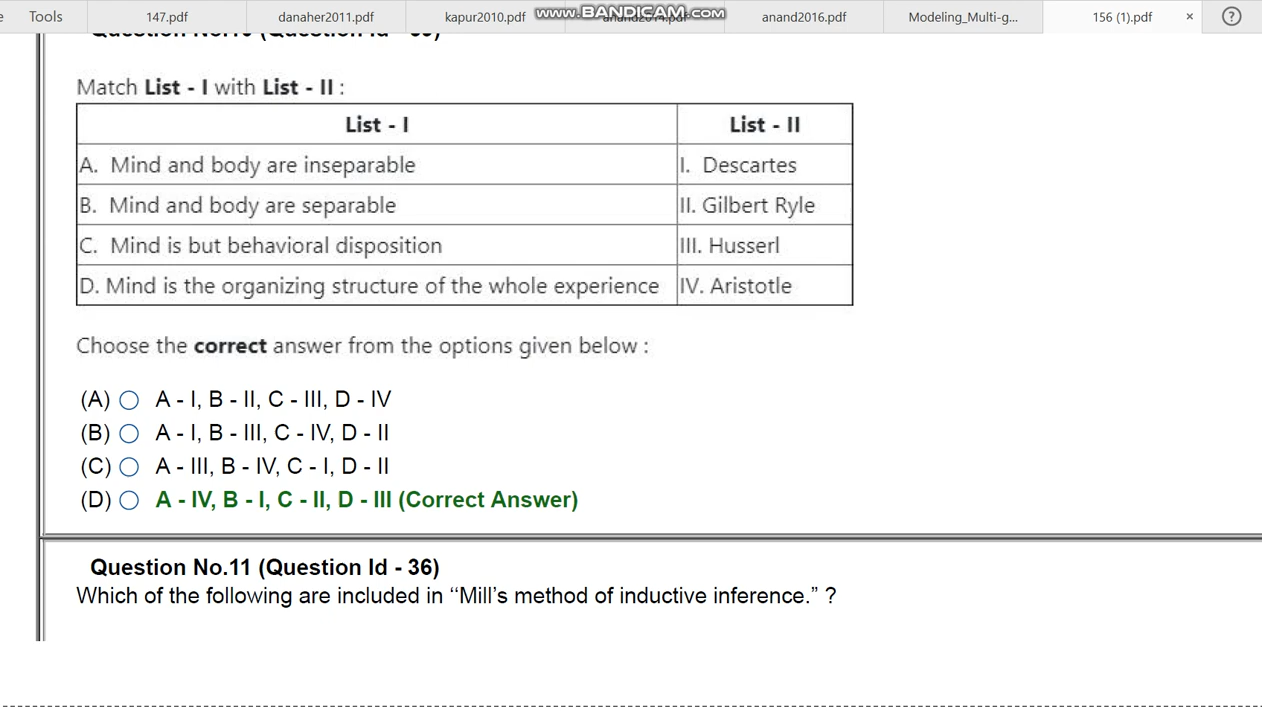 Tools 147.pdf danaher2011.pdf kapur2010.pdf www.BANDICAM.com anand2016.pdf Modeling_Multi-g... 156 (1).pdf × ?
Match List - I with List - II :
List - I List - II
A. Mind and body are inseparable I. Descartes
B. Mind and body are separable II. Gilbert Ryle
C. Mind is but behavioral disposition III. Husserl
D. Mind is the organizing structure of the whole experience IV. Aristotle
Choose the correct answer from the options given below :
(A) A - I, B - II, C - III, D - IV
(B) A - I, B - III, C - IV, D - II
(C) A - III, B - IV, C - I, D - II
(D) A - IV, B - I, C - II, D - III (Correct Answer)
Question No.11 (Question Id - 36)
Which of the following are included in “Mill’s method of inductive inference.” ?